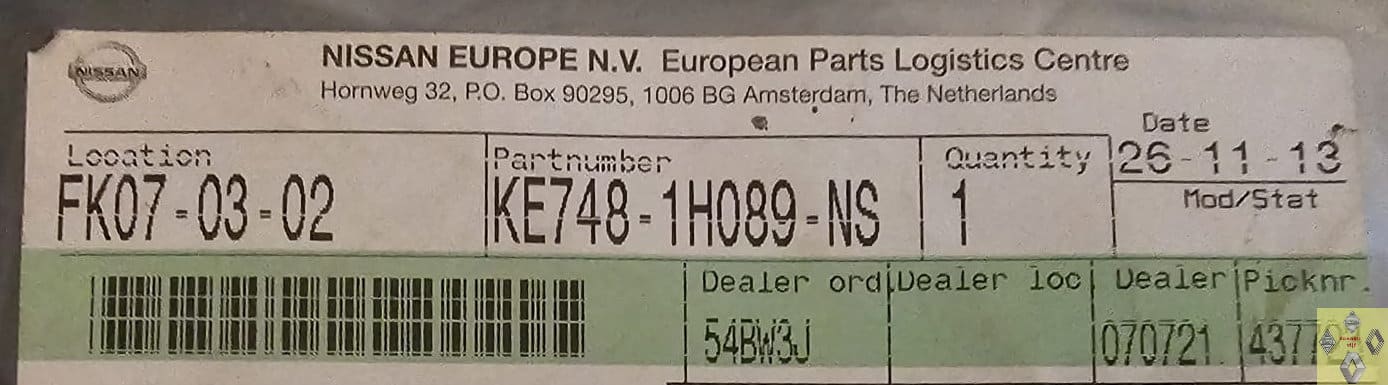 NISSAN
NISSAN EUROPE N.V. European Parts Logistics Centre
Hornweg 32, P.O. Box 90295, 1006 BG Amsterdam, The Netherlands
Date
Location Partnumber Quantity 26-11-13
FK07-03-02 KE748-1H089-NS 1 Mod/Stat
Dealer ord Dealer loc Dealer Picknr.
54BW3J 070721